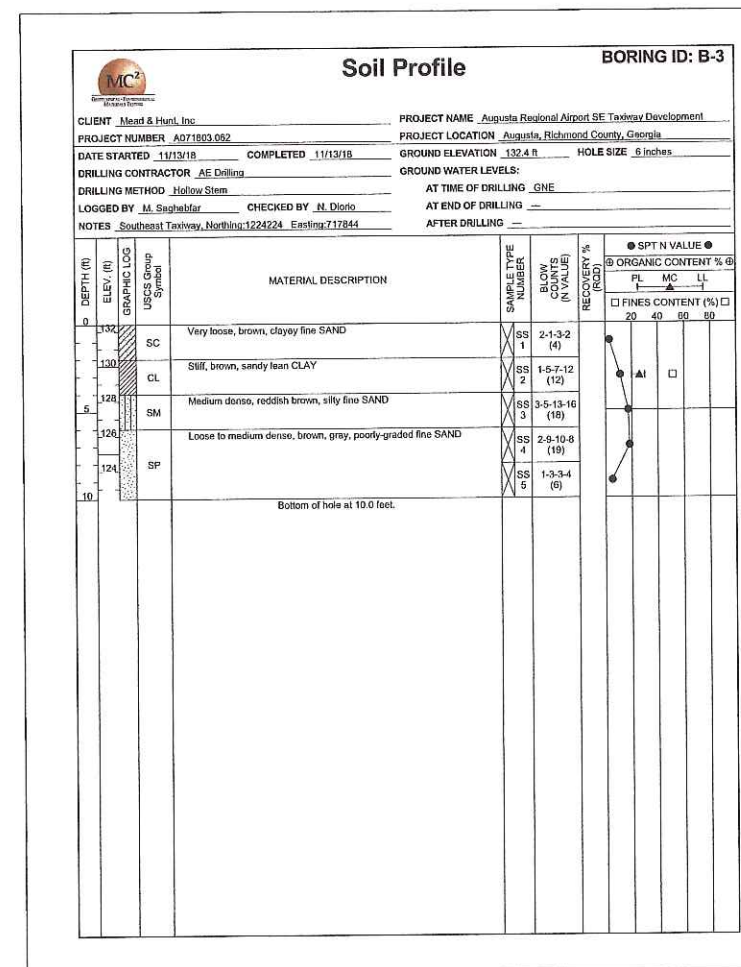 Soil Profile
BORING ID: B-3
MC²
CLIENT Mead & Hunt, Inc
PROJECT NAME Augusta Regional Airport SE Taxiway Development
PROJECT NUMBER A071803.062
PROJECT LOCATION Augusta, Richmond County, Georgia
DATE STARTED 11/13/18 COMPLETED 11/13/18
GROUND ELEVATION 132.4 ft HOLE SIZE 6 inches
DRILLING CONTRACTOR AE Drilling
GROUND WATER LEVELS:
DRILLING METHOD Hollow Stem
AT TIME OF DRILLING GNE
LOGGED BY M. Saghebfar CHECKED BY N. Diorio
AT END OF DRILLING —
NOTES Southeast Taxiway, Northing:1224224 Easting:717844
AFTER DRILLING —
DEPTH (ft)
ELEV. (ft)
GRAPHIC LOG
USCS Group Symbol
MATERIAL DESCRIPTION
SAMPLE TYPE NUMBER
BLOW COUNTS (N VALUE)
RECOVERY % (RQD)
SPT N VALUE
ORGANIC CONTENT %
PL MC LL
FINES CONTENT (%)
20 40 60 80
0
132
SC
Very loose, brown, clayey fine SAND
SS 1
2-1-3-2 (4)
130
CL
Stiff, brown, sandy lean CLAY
SS 2
1-5-7-12 (12)
128
5
SM
Medium dense, reddish brown, silty fine SAND
SS 3
3-5-13-16 (18)
126
SP
Loose to medium dense, brown, gray, poorly-graded fine SAND
SS 4
2-9-10-8 (19)
124
SS 5
1-3-3-4 (6)
10
Bottom of hole at 10.0 feet.